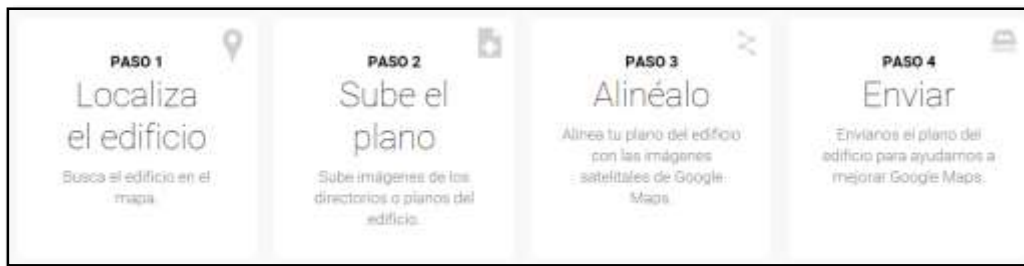 PASO 1
Localiza
el edificio
Busca el edificio en el
mapa.
PASO 2
Sube el
plano
Sube imágenes de los
directorios o planos del
edificio.
PASO 3
Alinéalo
Alinea tu plano del edificio
con las imágenes
satelitales de Google
Maps.
PASO 4
Enviar
Envíanos el plano del
edificio para ayudarnos a
mejorar Google Maps.